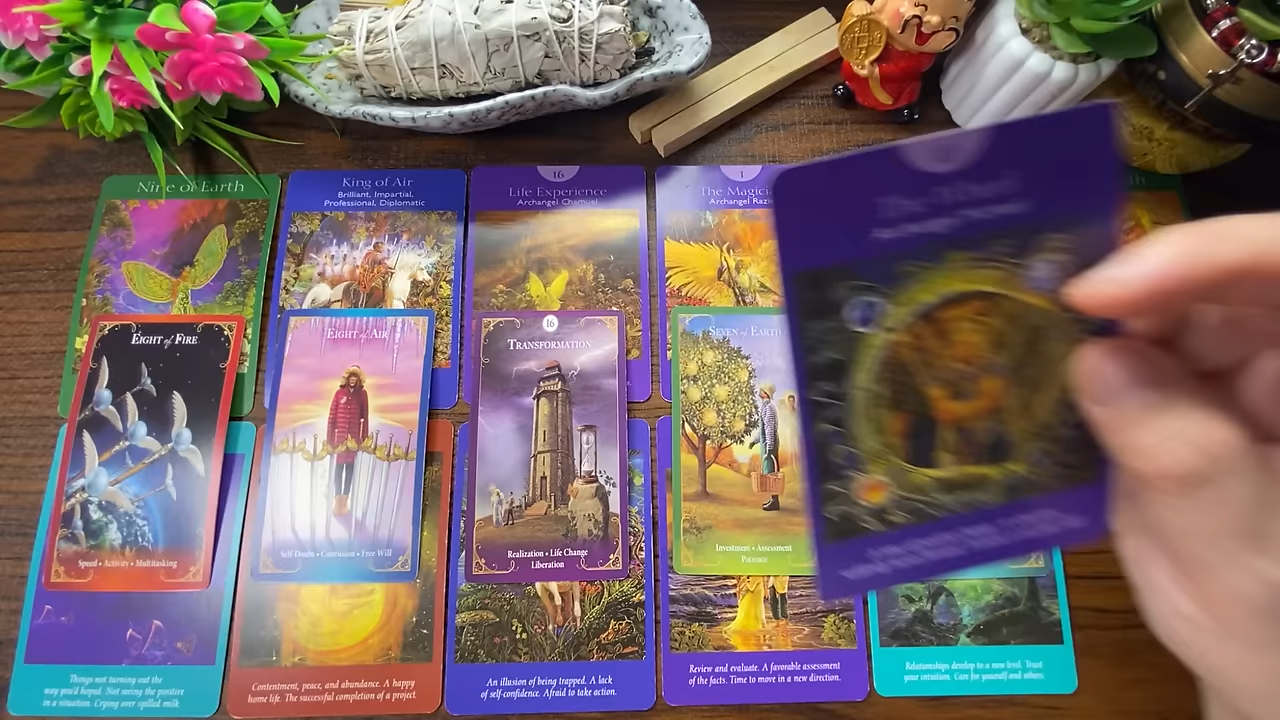 Nine of Earth
King of Air
Brilliant, Impartial,
Professional, Diplomatic
16
Life Experience
Archangel Chamuel
1
The Magici
Archangel Razie
EIGHT of FIRE
Speed • Activity • Multitasking
EIGHT of AIR
Self-Doubt • Confusion • Free Will
16
TRANSFORMATION
Realization • Life Change
Liberation
SEVEN of EARTH
Investment • Assessment
Patience
Things not turning out the
way you'd hoped. Not seeing the positive
in a situation. Crying over spilled milk.
Contentment, peace, and abundance. A happy
home life. The successful completion of a project.
An illusion of being trapped. A lack
of self-confidence. Afraid to take action.
Review and evaluate. A favorable assessment
of the facts. Time to move in a new direction.
Relationships develop to a new level. Trust
your intuition. Care for yourself and others.